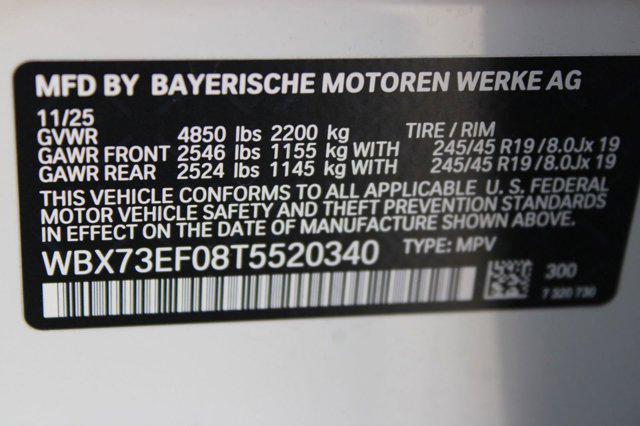 MFD BY BAYERISCHE MOTOREN WERKE AG
11/25
GVWR 4850 lbs 2200 kg TIRE / RIM
GAWR FRONT 2546 lbs 1155 kg WITH 245/45 R19/8.0Jx 19
GAWR REAR 2524 lbs 1145 kg WITH 245/45 R19/8.0Jx 19
THIS VEHICLE CONFORMS TO ALL APPLICABLE U. S. FEDERAL
MOTOR VEHICLE SAFETY AND THEFT PREVENTION STANDARDS
IN EFFECT ON THE DATE OF MANUFACTURE SHOWN ABOVE.
WBX73EF08T5520340 TYPE: MPV
300
7 320 730